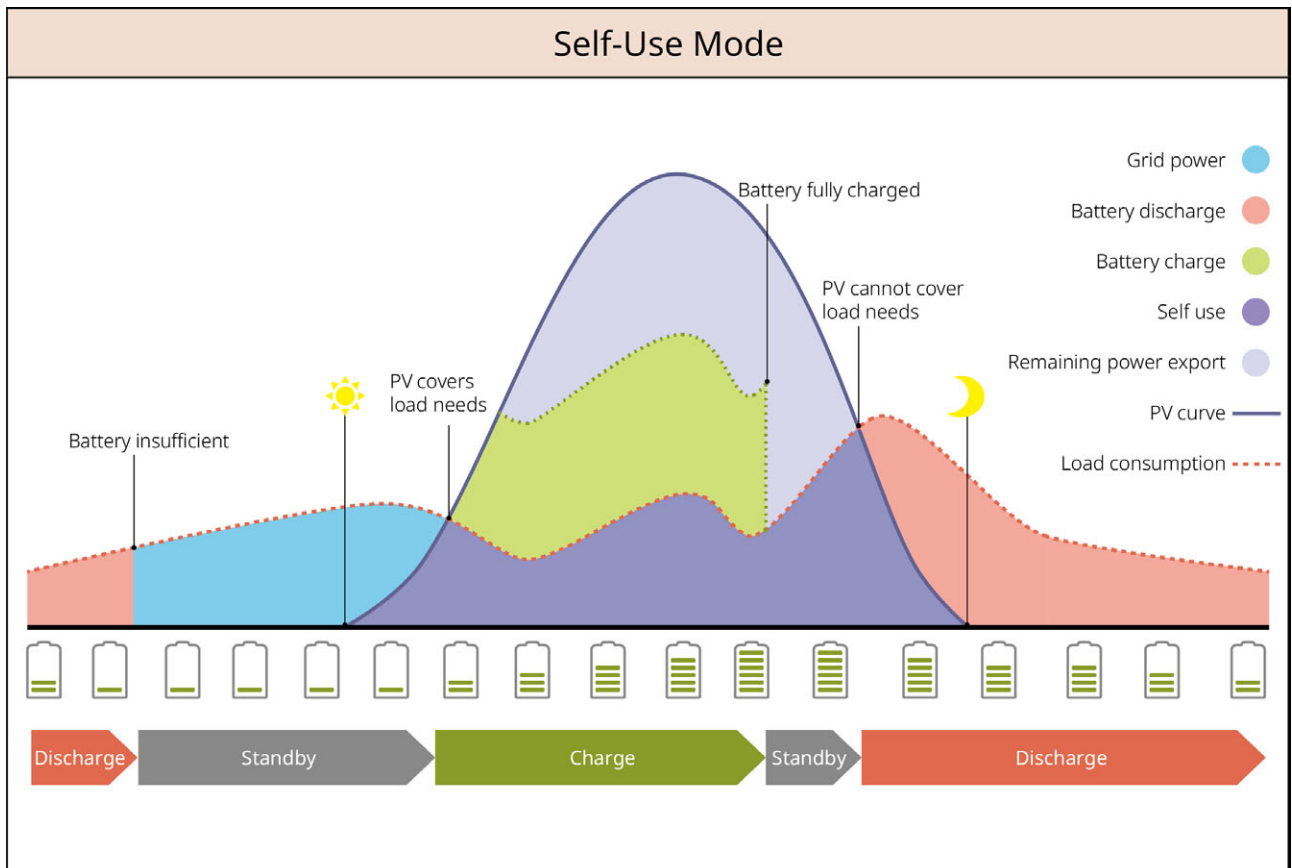 Self-Use Mode
Grid power
Battery discharge
Battery charge
Self use
Remaining power export
PV curve
Load consumption
Battery fully charged
PV cannot cover
load needs
PV covers
load needs
Battery insufficient
Discharge
Standby
Charge
Standby
Discharge